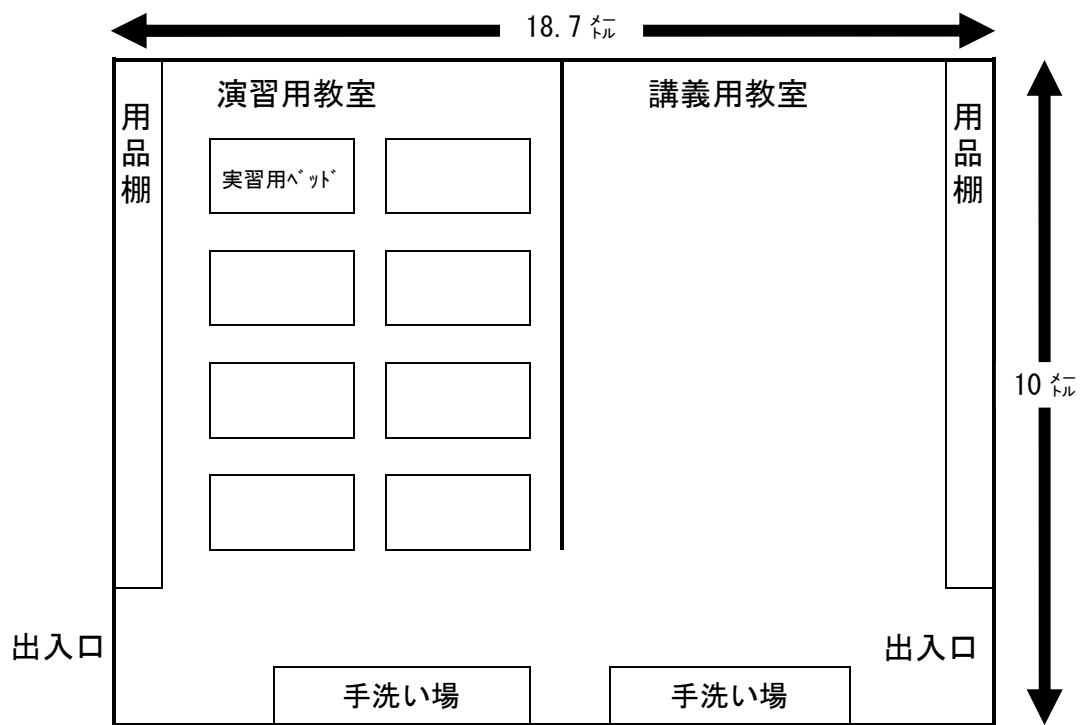 18.7 メートル
演習用教室
講義用教室
用品棚
用品棚
実習用ベッド
10 メートル
出入口
出入口
手洗い場
手洗い場